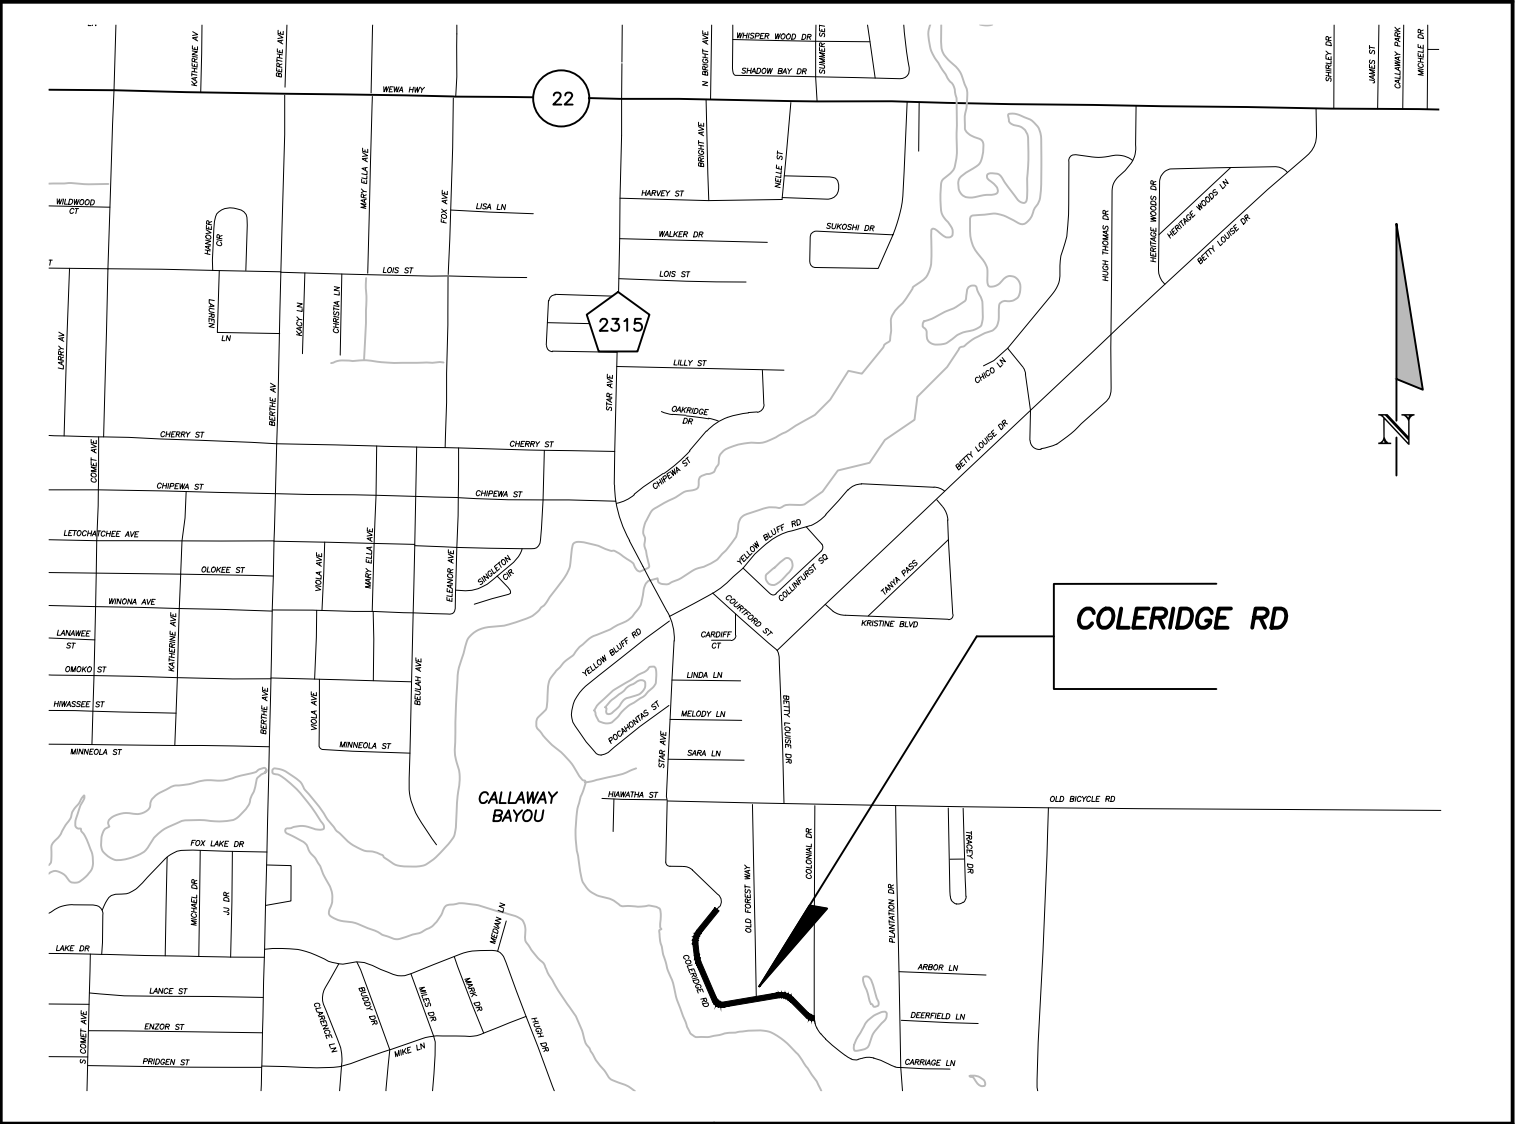 KATHERINE AV
BERTHE AVE
N BRIGHT AVE
WHISPER WOOD DR
SUMMER SET
SHADOW BAY DR
SHIRLEY DR
JAMES ST
CALLAWAY PARK
MICHELE DR
WEWA HWY
22
MARY ELLA AVE
FOX AVE
BRIGHT AVE
NELLE ST
WILDWOOD
CT
HANOVER
CIR
LISA LN
HARVEY ST
WALKER DR
SUKOSHI DR
HUGH THOMAS DR
HERITAGE WOODS DR
HERITAGE WOODS LN
BETTY LOUISE DR
T
LOIS ST
LOIS ST
LARRY AV
LAUREN
LN
KACY LN
CHRISTIA LN
2315
BERTHE AV
STAR AVE
LILLY ST
CHICO LN
OAKRIDGE
DR
N
COMET AVE
CHERRY ST
CHERRY ST
BETTY LOUISE DR
CHIPEWA ST
CHIPEWA ST
CHIPEWA ST
LETOCHATCHEE AVE
YELLOW BLUFF RD
OLOKEE ST
VIOLA AVE
MARY ELLA AVE
ELEANOR AVE
SINGLETON
CIR
COLLINFURST SQ
TANYA PASS
WINONA AVE
COURTFORD ST
KRISTINE BLVD
COLERIDGE RD
LANAWEE
ST
KATHERINE AVE
YELLOW BLUFF RD
CARDIFF
CT
OMOKO ST
BEULAH AVE
LINDA LN
HIWASSEE ST
BERTHE AVE
VIOLA AVE
POCAHONTAS ST
MELODY LN
BETTY LOUISE DR
MINNEOLA ST
MINNEOLA ST
STAR AVE
SARA LN
CALLAWAY
BAYOU
HIAWATHA ST
OLD BICYCLE RD
FOX LAKE DR
MICHAEL DR
JJ DR
OLD FOREST WAY
COLONIAL DR
PLANTATION DR
TRACEY DR
MEDIAN LN
LAKE DR
LANCE ST
CLARENCE LN
BUDDY DR
MILES DR
MARK DR
COLERIDGE RD
ARBOR LN
S COMET AVE
ENZOR ST
HUGH DR
DEERFIELD LN
PRIDGEN ST
MIKE LN
CARRIAGE LN